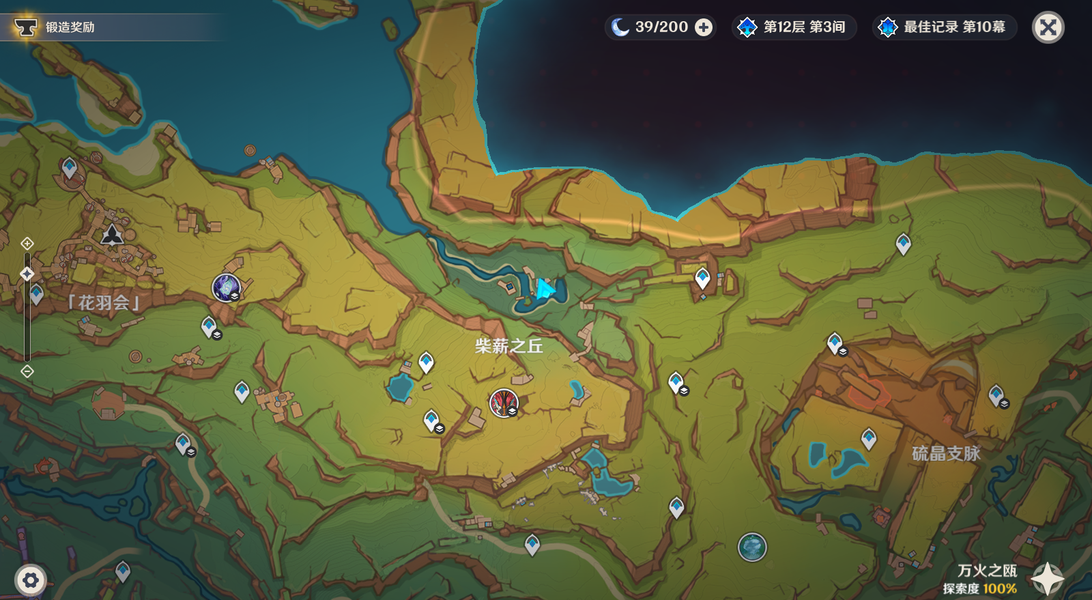 锻造奖励
39/200
第12层 第3间
最佳记录 第10幕
「花羽会」
柴薪之丘
硫晶支脉
万火之瓯
探索度 100%